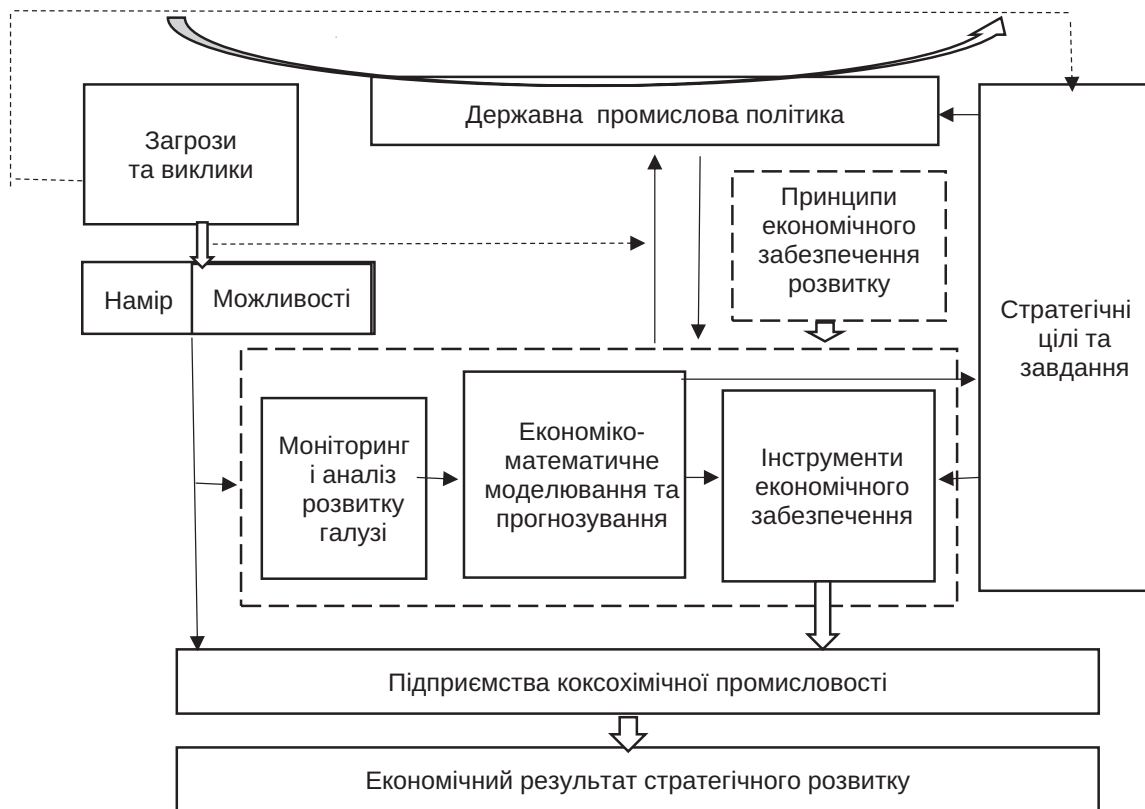 Державна промислова політика
Загрози
та виклики
Принципи
економічного
забезпечення
розвитку
Намір
Можливості
Стратегічні
цілі та
завдання
Моніторинг
і аналіз
розвитку
галузі
Економіко-
математичне
моделювання та
прогнозування
Інструменти
економічного
забезпечення
Підприємства коксохімічної промисловості
Економічний результат стратегічного розвитку